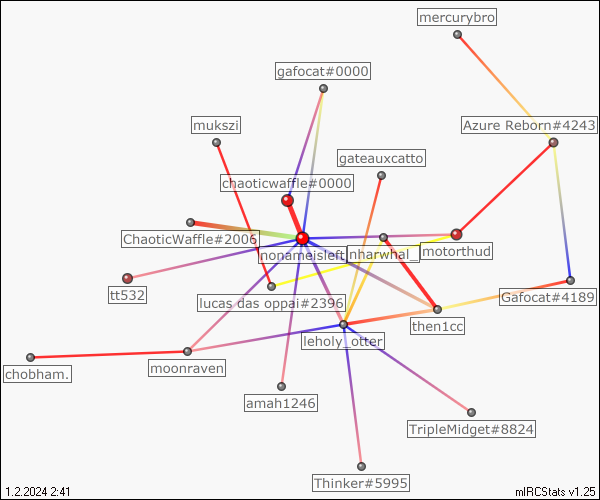 mercurybro
gafocat#0000
mukszi
Azure Reborn#4243
gateauxcatto
chaoticwaffle#0000
ChaoticWaffle#2006
nonameisleft
nharwhal_
motorthud
tt532
lucas das oppai#2396
Gafocat#4189
then1cc
leholy_otter
chobham.
moonraven
amah1246
TripleMidget#8824
Thinker#5995
1.2.2024 2:41
mIRCStats v1.25